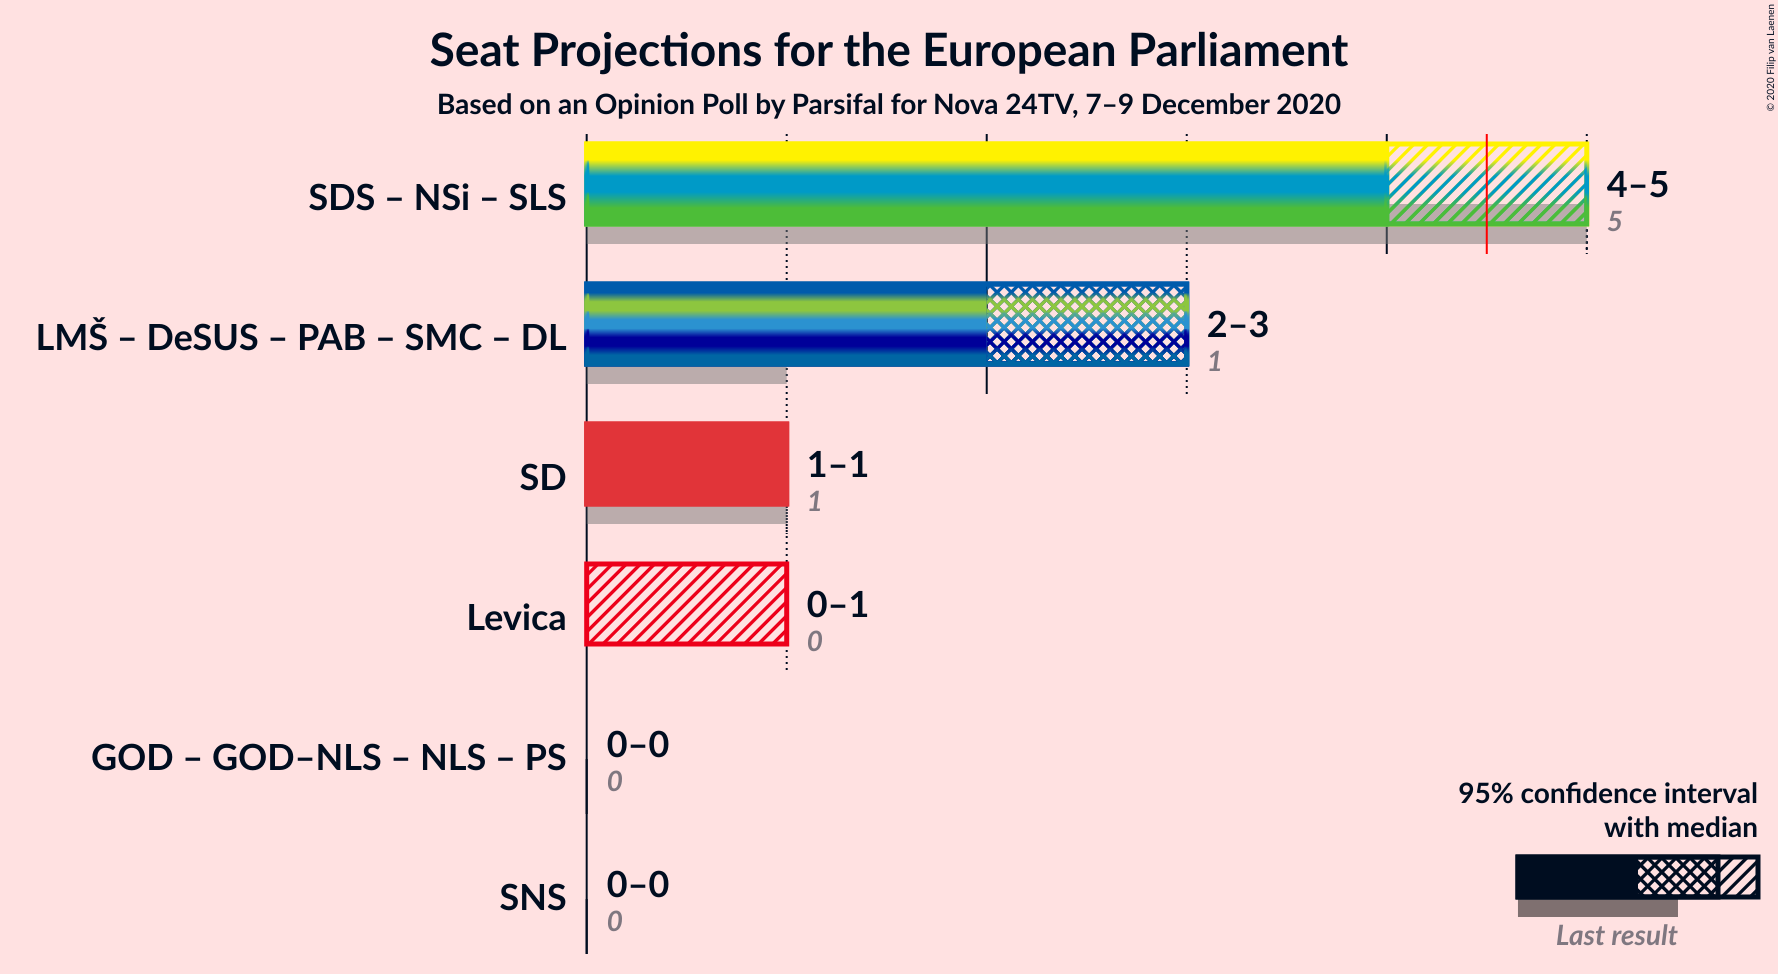 Seat Projections for the European Parliament
Based on an Opinion Poll by Parsifal for Nova 24TV, 7–9 December 2020
© 2020 Filip van Laenen
SDS – NSi – SLS
4–5
5
LMŠ – DeSUS – PAB – SMC – DL
2–3
1
SD
1–1
1
Levica
0–1
0
GOD – GOD–NLS – NLS – PS
0–0
0
SNS
0–0
0
95% confidence interval
with median
Last result